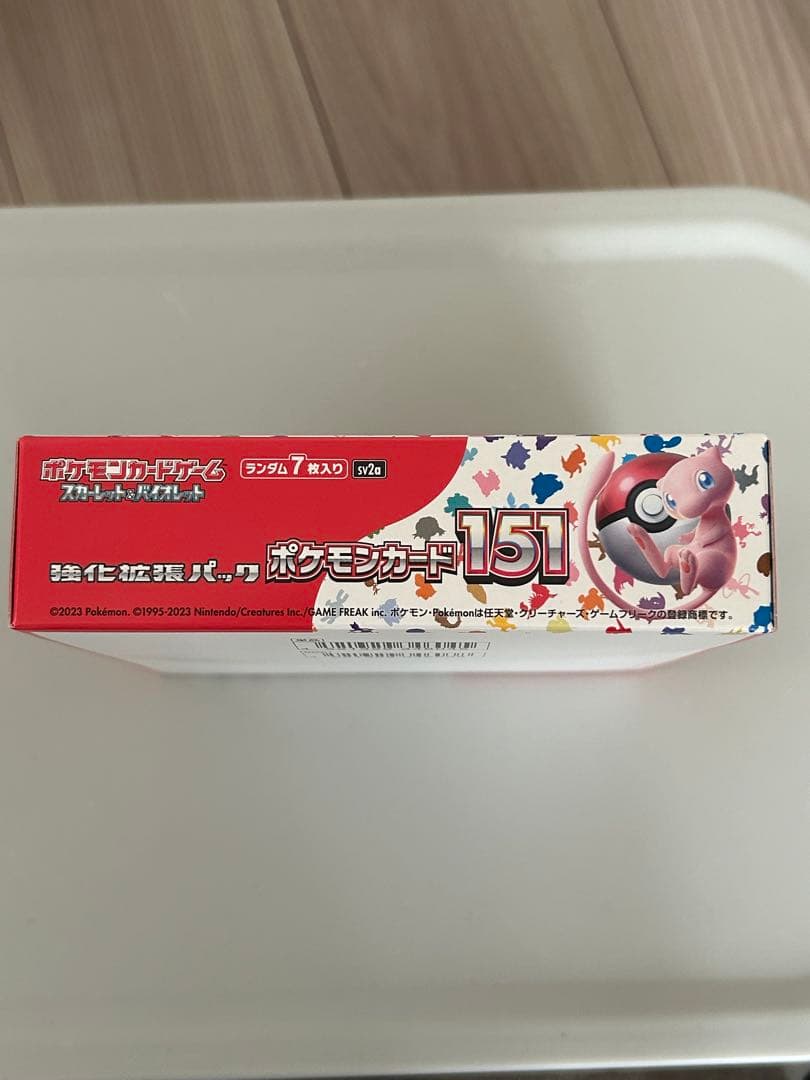 ポケモンカードゲーム
スカーレット&バイオレット
ランダム7枚入り
sv2a
強化拡張パック ポケモンカード151
©2023 Pokémon. ©1995-2023 Nintendo/Creatures Inc./GAME FREAK inc. ポケモン・Pokémonは任天堂・クリーチャーズ・ゲームフリークの登録商標です。